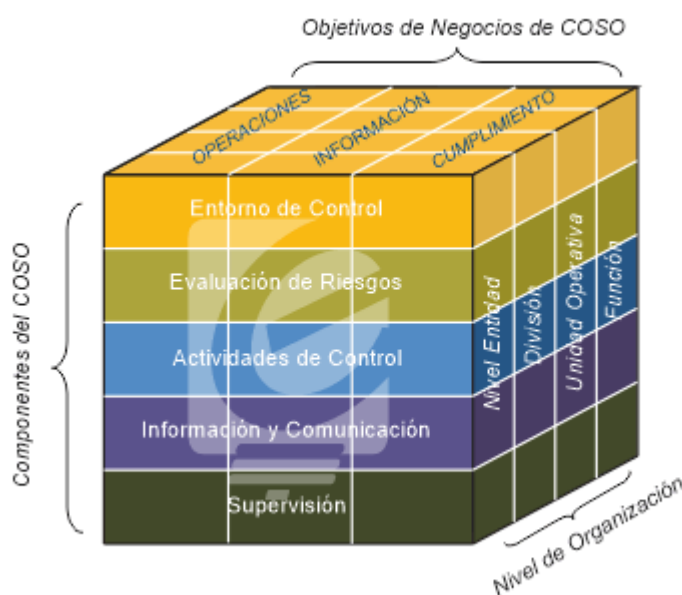 Objetivos de Negocios de COSO
OPERACIONES
INFORMACIÓN
CUMPLIMIENTO
Componentes del COSO
Entorno de Control
Evaluación de Riesgos
Actividades de Control
Información y Comunicación
Supervisión
Nivel Entidad
División
Unidad Operativa
Función
Nivel de Organización